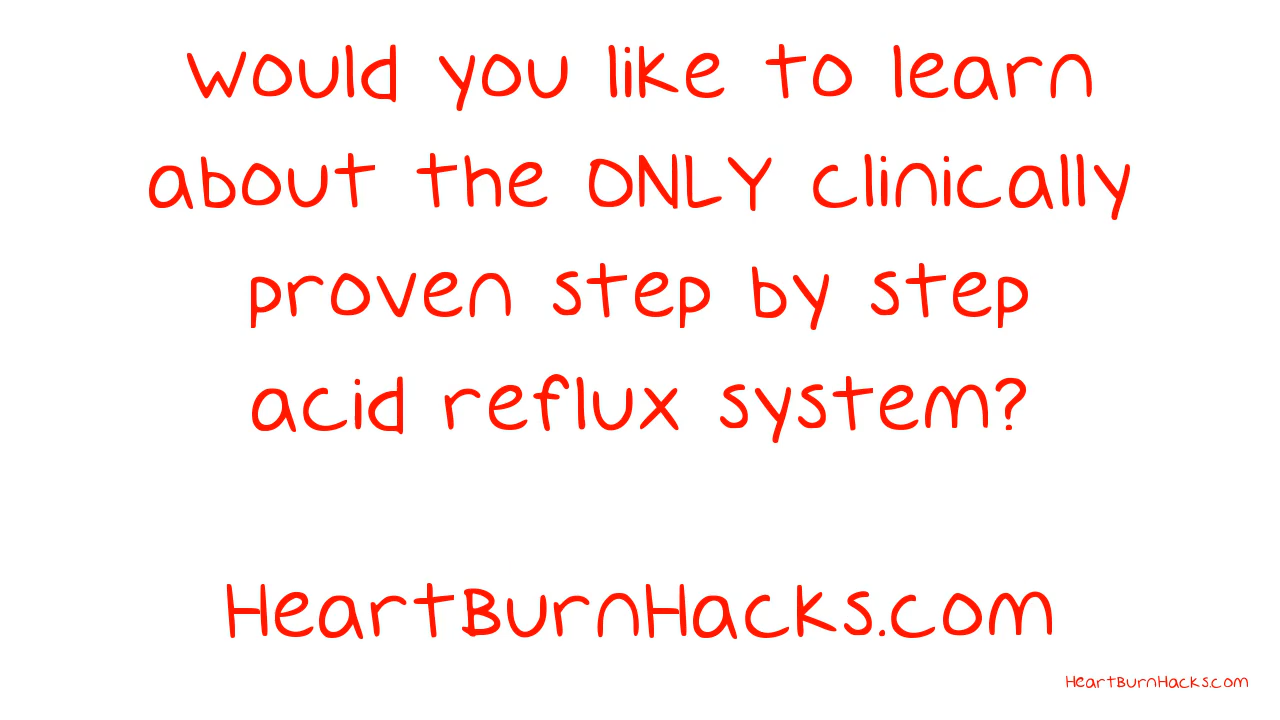 Would you like to learn
about the ONLY clinically
proven step by step
acid reflux system?
HeartBurnHacks.com
HeartBurnHacks.com